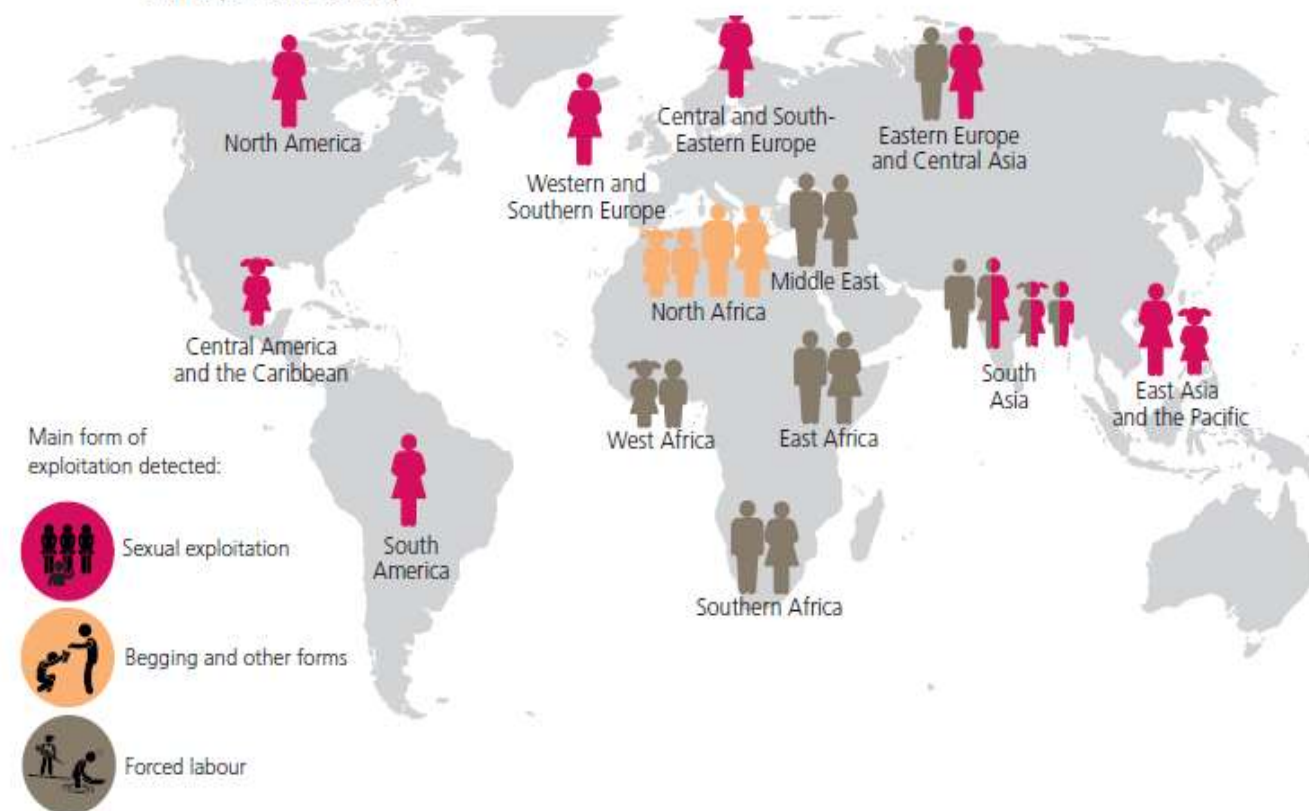 North America
Central and South-
Eastern Europe
Eastern Europe
and Central Asia
Western and
Southern Europe
Middle East
North Africa
Central America
and the Caribbean
South
Asia
East Asia
and the Pacific
West Africa
East Africa
Main form of
exploitation detected:
Sexual exploitation
South
America
Southern Africa
Begging and other forms
Forced labour